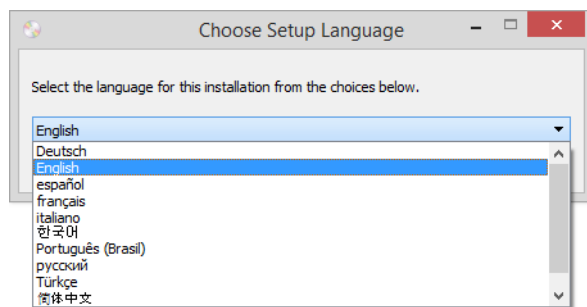 Choose Setup Language
Select the language for this installation from the choices below.
English
Deutsch
English
español
français
italiano
한국어
Português (Brasil)
русский
Türkçe
简体中文